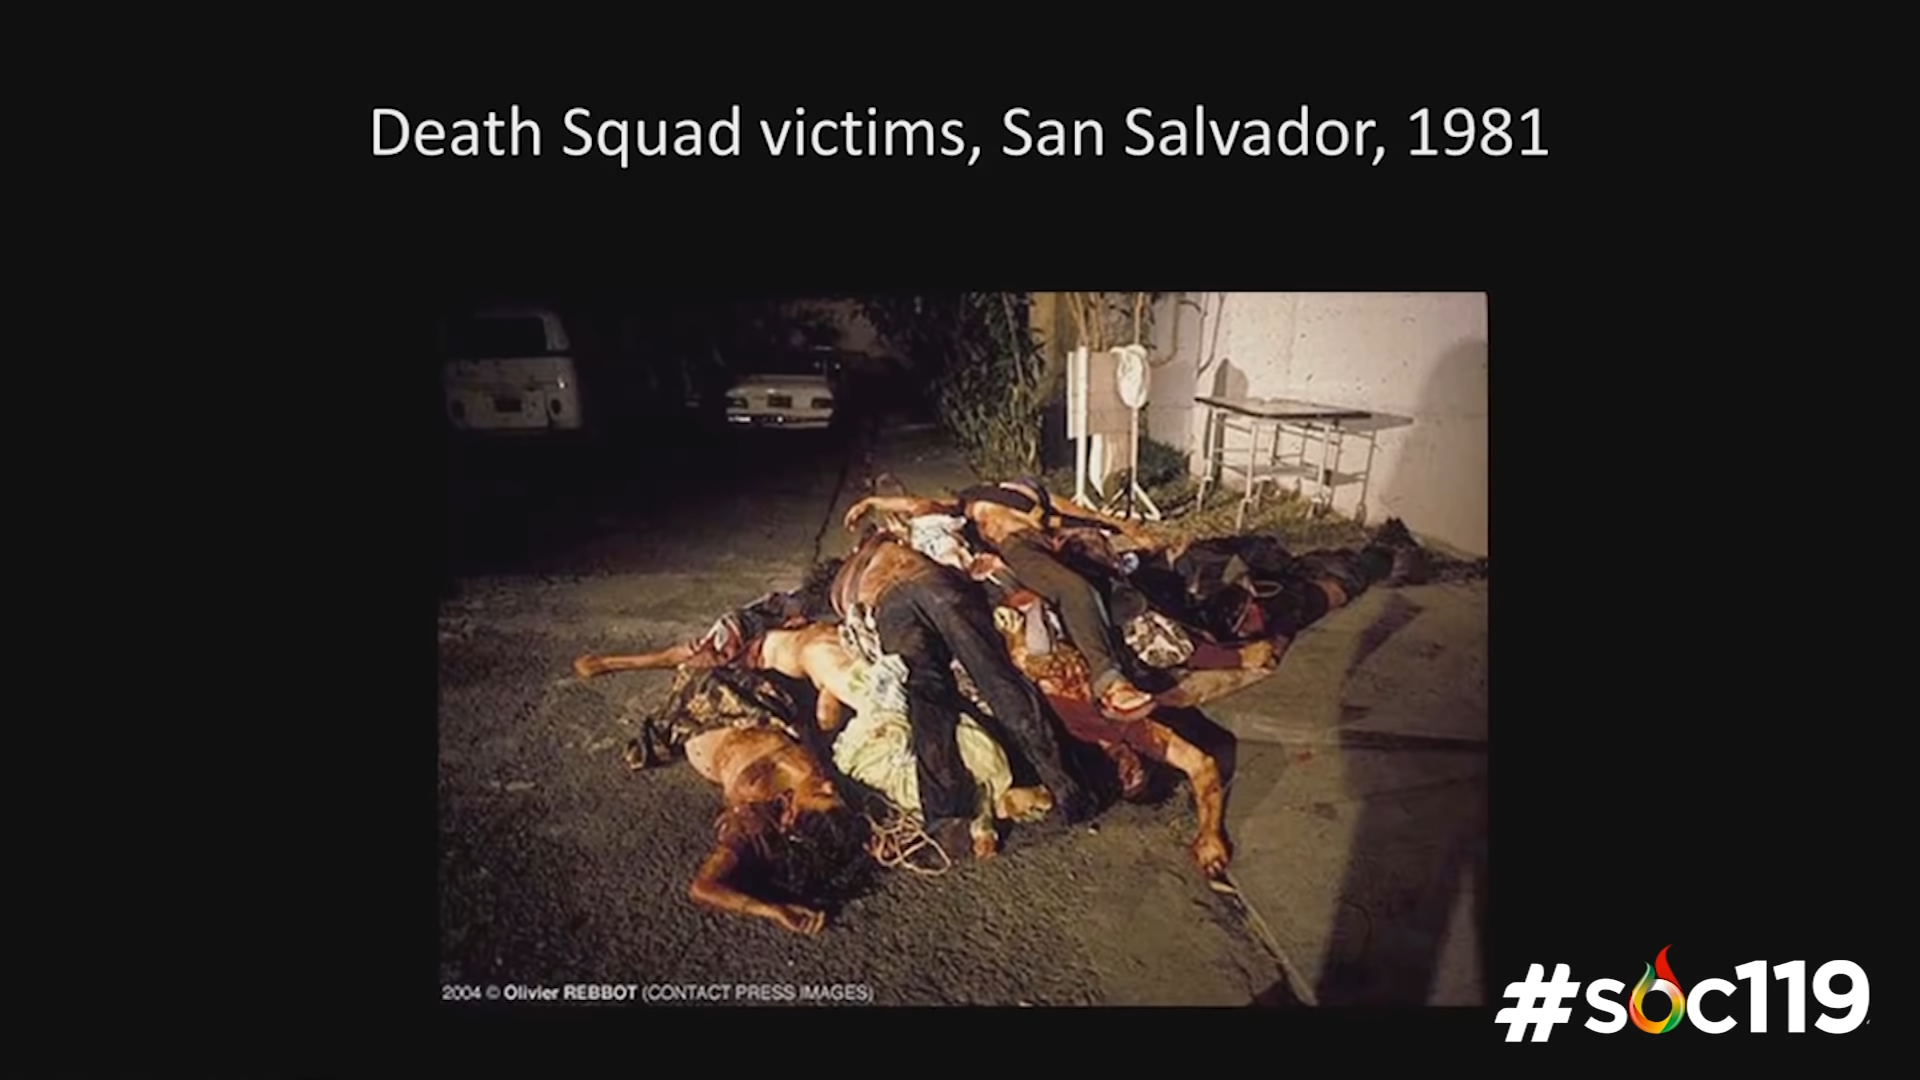 Death Squad victims, San Salvador, 1981
2004 © Olivier REBBOT (CONTACT PRESS IMAGES)
#soc119